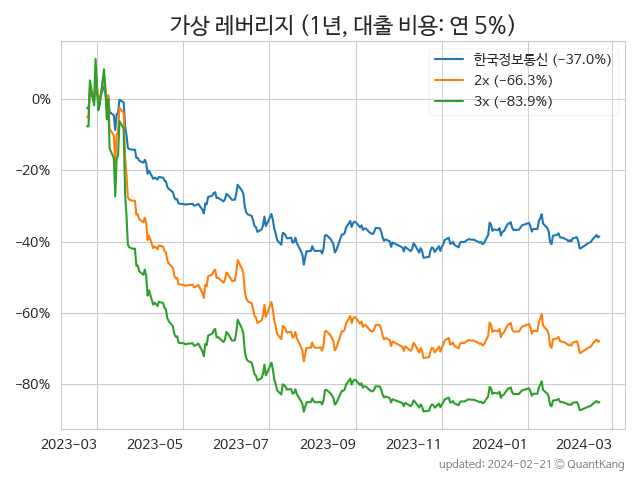 가상 레버리지 (1년, 대출 비용: 연 5%)
한국정보통신 (−37.0%)
2x (−66.3%)
3x (−83.9%)
0%
−20%
−40%
−60%
−80%
2023-03
2023-05
2023-07
2023-09
2023-11
2024-01
2024-03
updated: 2024-02-21 © QuantKang